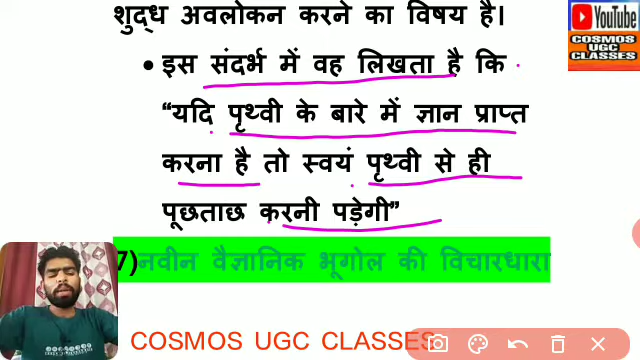 शुद्ध अवलोकन करने का विषय है।
YouTube
COSMOS
UGC
CLASSES
• इस संदर्भ में वह लिखता है कि
“यदि पृथ्वी के बारे में ज्ञान प्राप्त
करना है तो स्वयं पृथ्वी से ही
पूछताछ करनी पड़ेगी”
7)नवीन वैज्ञानिक भूगोल की विचारधारा
COSMOS UGC CLASSES